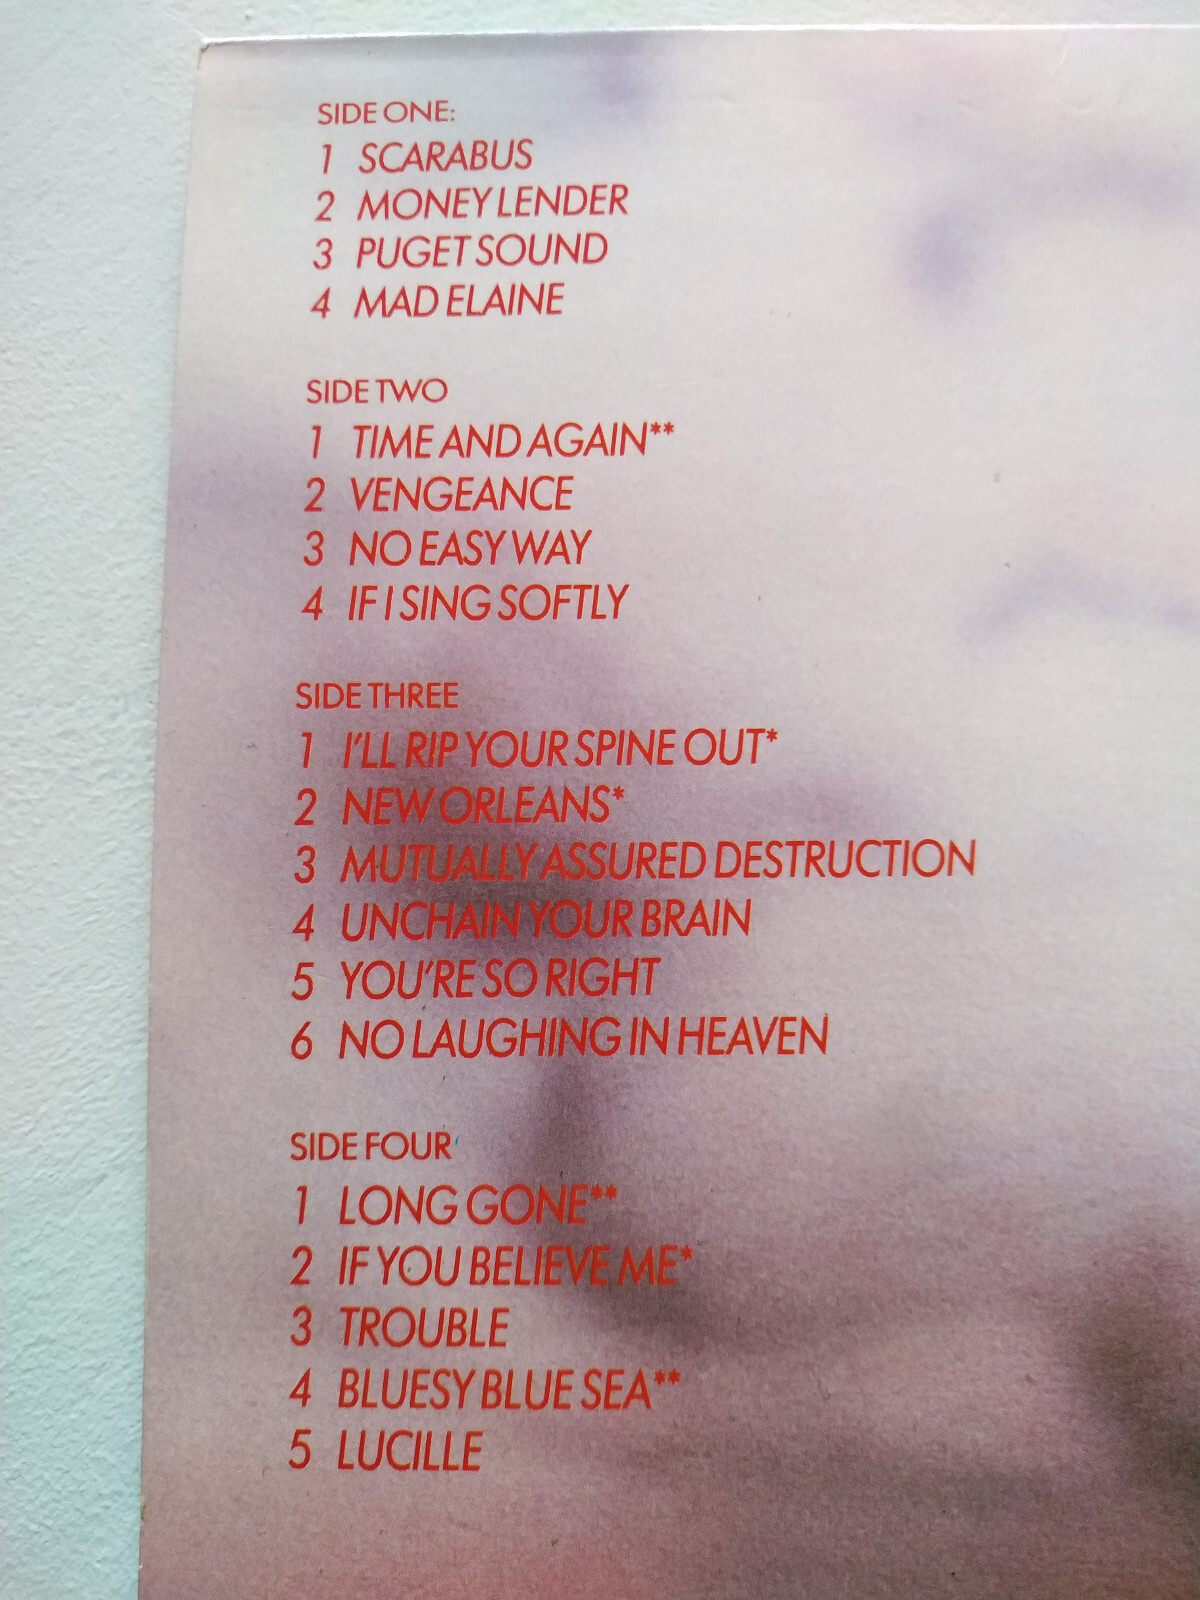 SIDE ONE:
1 SCARABUS
2 MONEY LENDER
3 PUGET SOUND
4 MAD ELAINE
SIDE TWO
1 TIME AND AGAIN**
2 VENGEANCE
3 NO EASY WAY
4 IF I SING SOFTLY
SIDE THREE
1 I'LL RIP YOUR SPINE OUT*
2 NEW ORLEANS*
3 MUTUALLY ASSURED DESTRUCTION
4 UNCHAIN YOUR BRAIN
5 YOU'RE SO RIGHT
6 NO LAUGHING IN HEAVEN
SIDE FOUR
1 LONG GONE**
2 IF YOU BELIEVE ME*
3 TROUBLE
4 BLUESY BLUE SEA**
5 LUCILLE